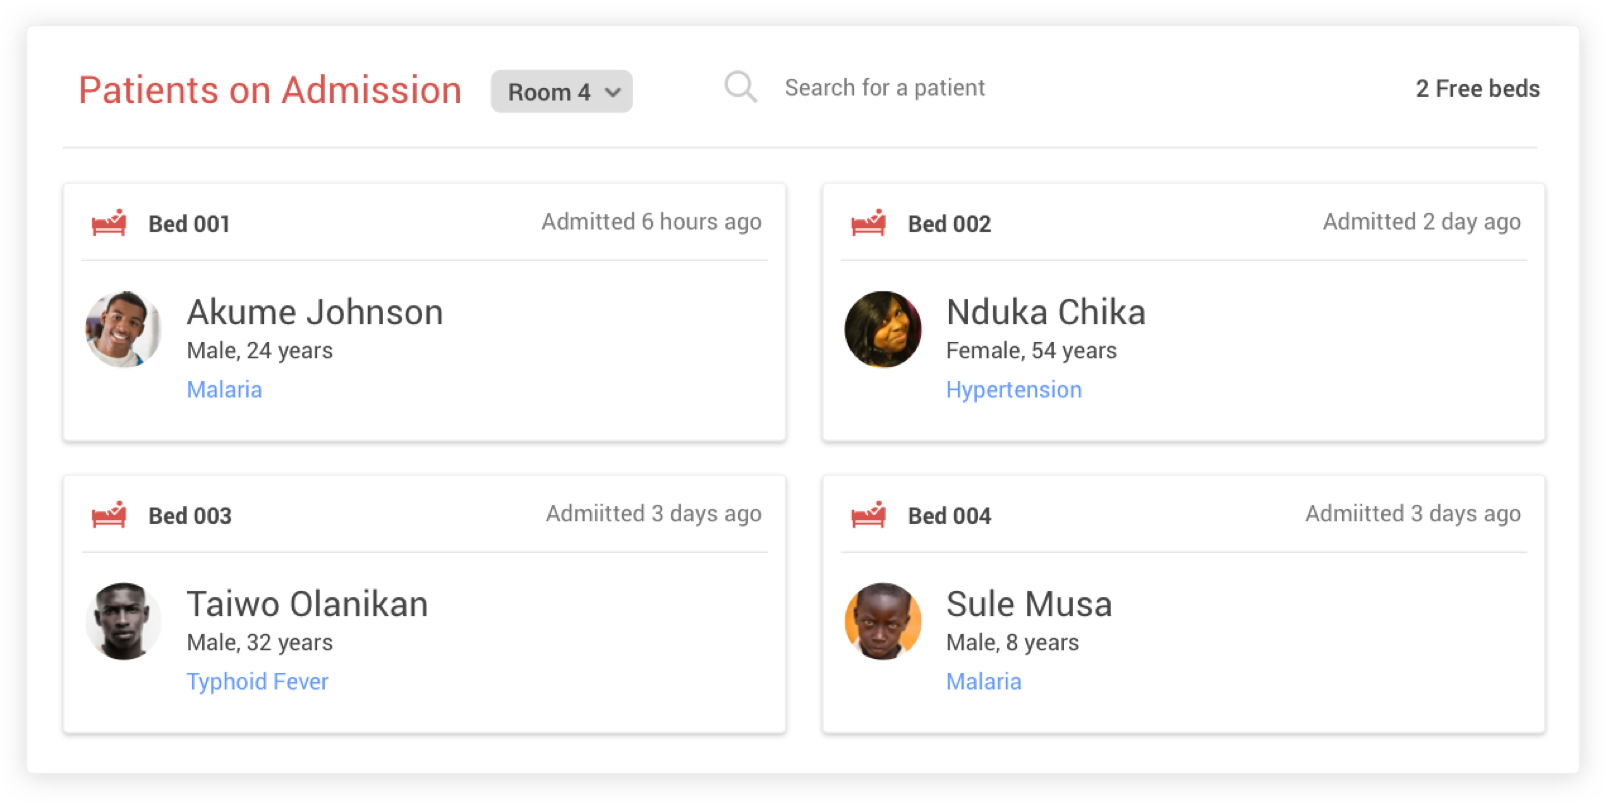 Patients on Admission
Room 4
Search for a patient
2 Free beds
Bed 001
Admitted 6 hours ago
Akume Johnson
Male, 24 years
Malaria
Bed 002
Admitted 2 day ago
Nduka Chika
Female, 54 years
Hypertension
Bed 003
Admiitted 3 days ago
Taiwo Olanikan
Male, 32 years
Typhoid Fever
Bed 004
Admiitted 3 days ago
Sule Musa
Male, 8 years
Malaria